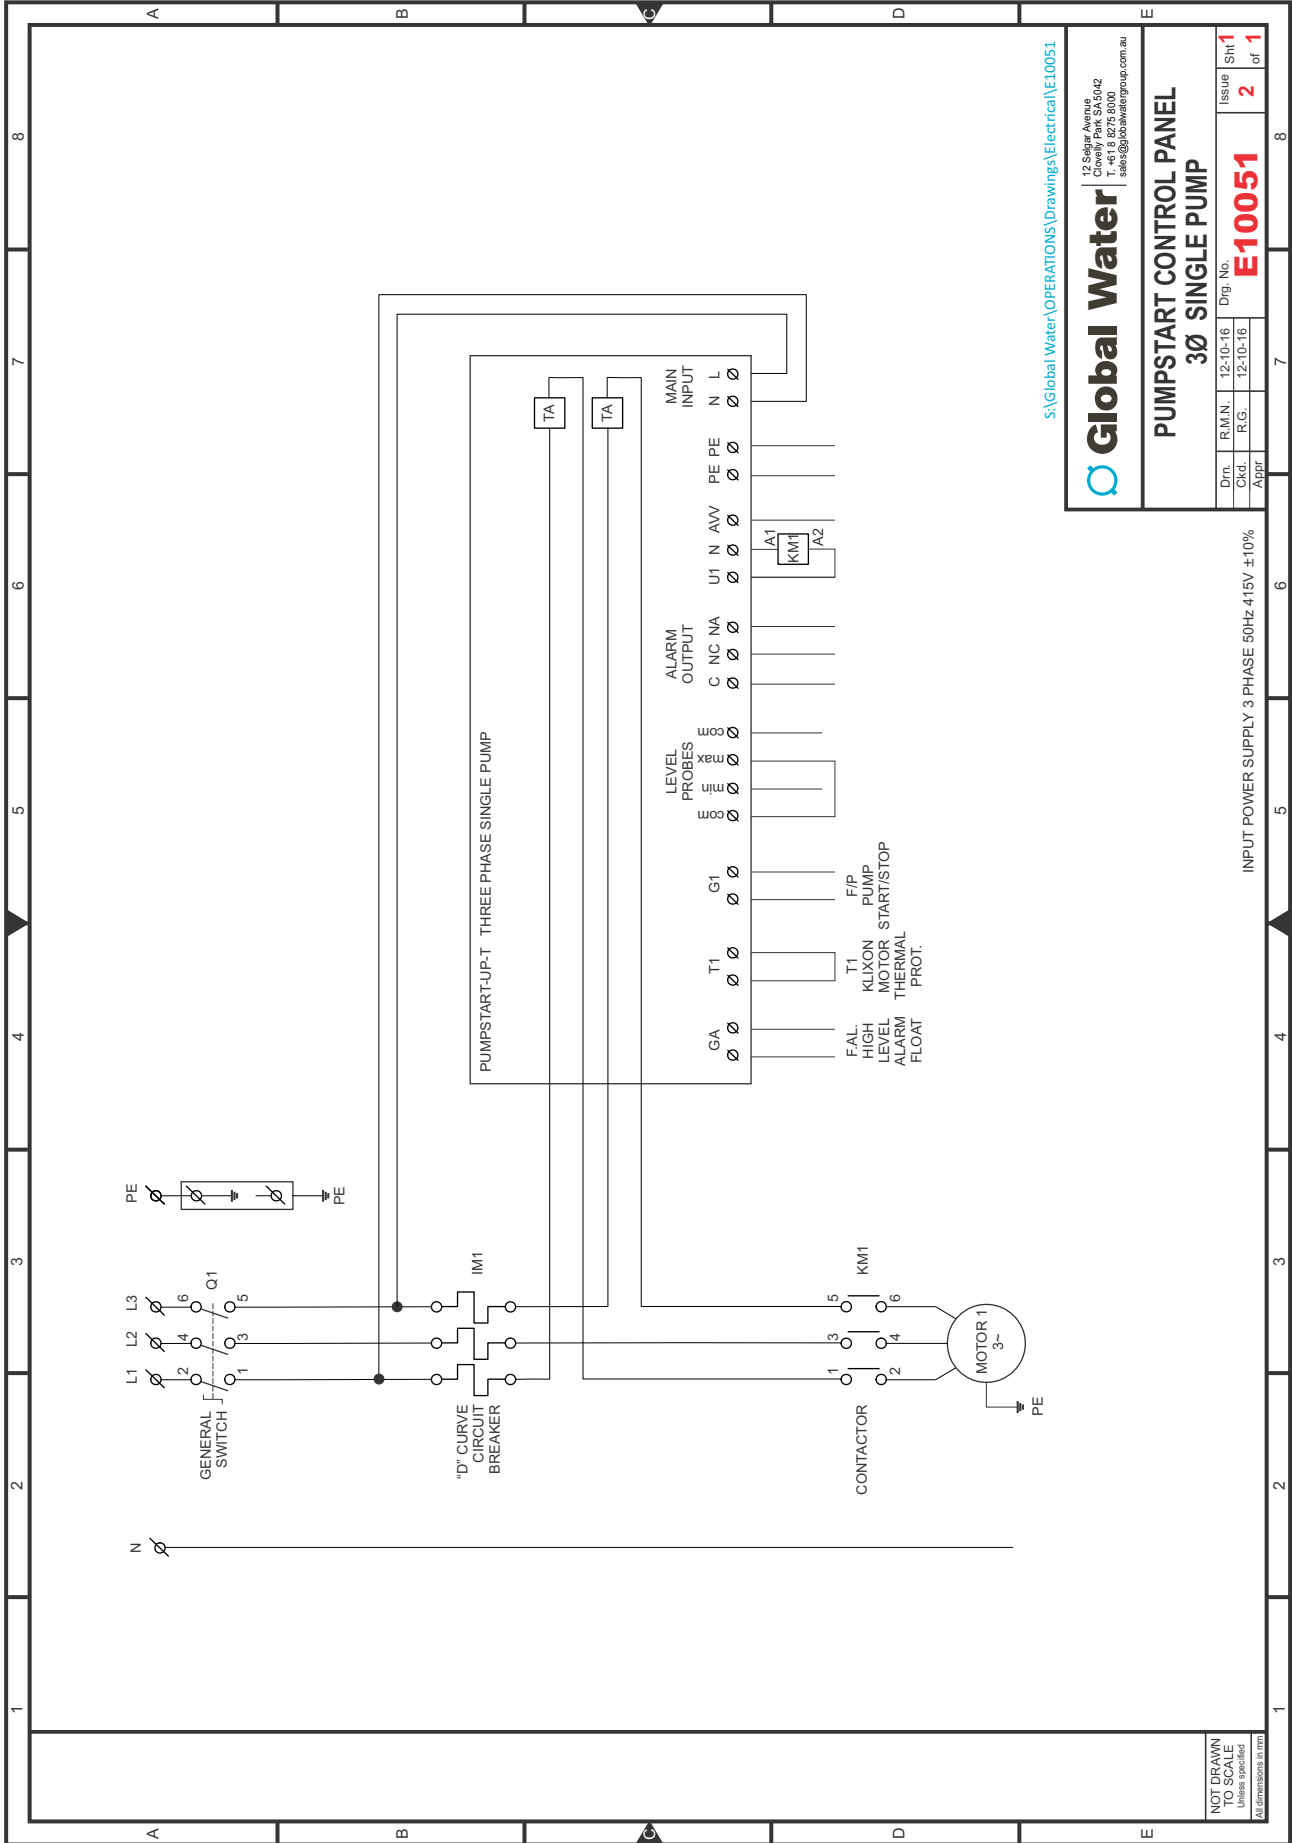 1 2 3 4 5 6 7 8
A
B
C
D
E
N
L1 L2 L3
PE
2 4 6
Q1
1 3 5
GENERAL
SWITCH
PE
"D" CURVE
CIRCUIT
BREAKER
IM1
PUMPSTART-UP-T THREE PHASE SINGLE PUMP
TA
TA
GA
T1
G1
LEVEL
PROBES
com min max com
ALARM
OUTPUT
C NC NA
U1 N AVV
PE PE
MAIN
INPUT
N L
A1
KM1
A2
F.AL.
HIGH
LEVEL
ALARM
FLOAT
T1
KLIXON
MOTOR
THERMAL
PROT.
F/P
PUMP
START/STOP
CONTACTOR
1 3 5
KM1
2 4 6
MOTOR 1
3~
PE
INPUT POWER SUPPLY 3 PHASE 50Hz 415V ±10%
S:\Global Water\OPERATIONS\Drawings\Electrical\E10051
Global Water
12 Selgar Avenue
Clovelly Park SA 5042
T. +61 8 8275 8000
sales@globalwatergroup.com.au
PUMPSTART CONTROL PANEL
3Ø SINGLE PUMP
Drn. R.M.N. 12-10-16
Ckd. R.G. 12-10-16
Appr
Drg. No.
E10051
Issue
2
Sht 1
of 1
NOT DRAWN
TO SCALE
Unless specified
All dimensions in mm
A
B
C
D
E
1 2 3 4 5 6 7 8